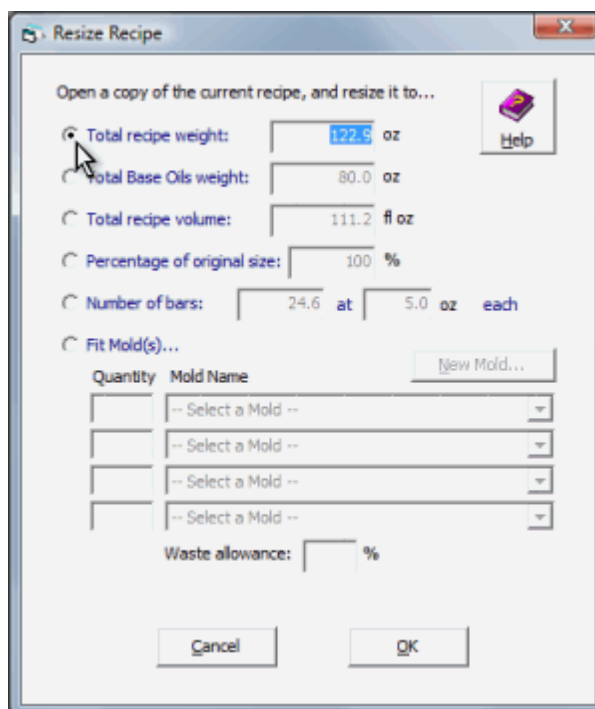 Resize Recipe
Open a copy of the current recipe, and resize it to...
Help
Total recipe weight: 122.9 oz
Total Base Oils weight: 80.0 oz
Total recipe volume: 111.2 fl oz
Percentage of original size: 100 %
Number of bars: 24.6 at 5.0 oz each
Fit Mold(s)...
New Mold...
Quantity Mold Name
-- Select a Mold --
-- Select a Mold --
-- Select a Mold --
-- Select a Mold --
Waste allowance: %
Cancel OK